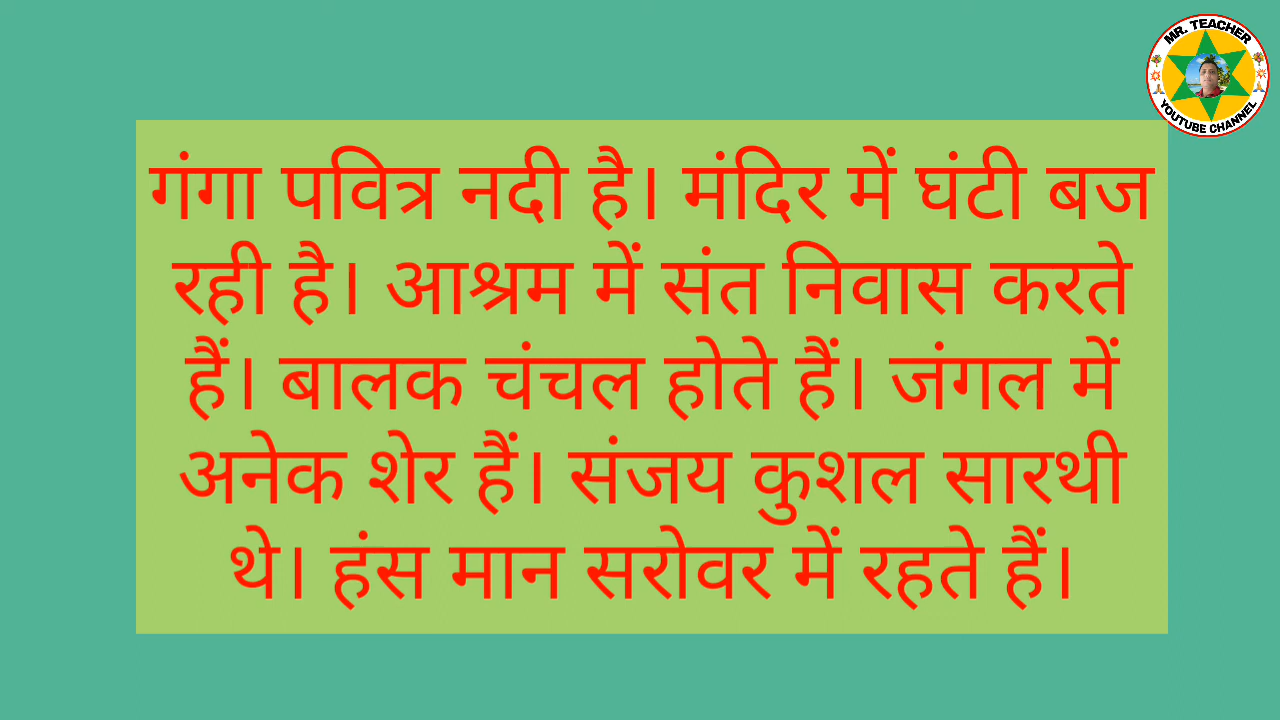 MR. TEACHER
YOUTUBE CHANNEL
गंगा पवित्र नदी है। मंदिर में घंटी बज
रही है। आश्रम में संत निवास करते
हैं। बालक चंचल होते हैं। जंगल में
अनेक शेर हैं। संजय कुशल सारथी
थे। हंस मान सरोवर में रहते हैं।